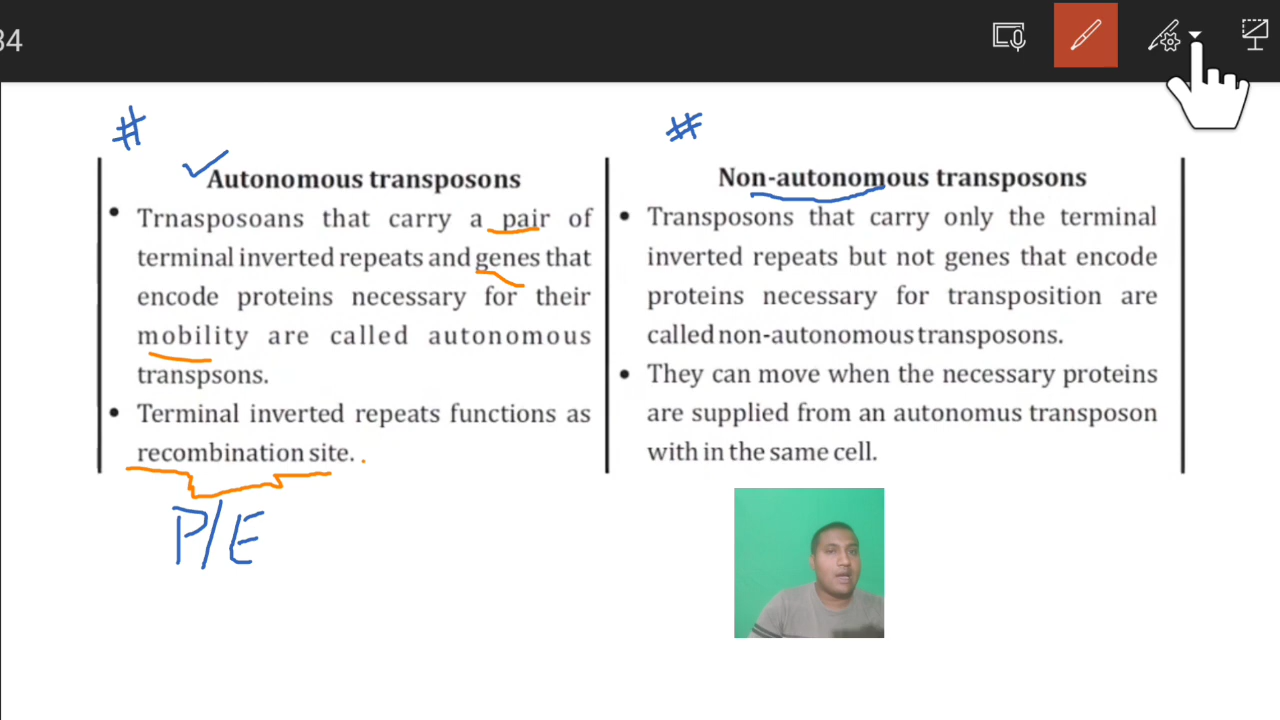 34
#
#
Autonomous transposons
• Trnasposoans that carry a pair of
terminal inverted repeats and genes that
encode proteins necessary for their
mobility are called autonomous
transpsons.
• Terminal inverted repeats functions as
recombination site. .
P/E
Non-autonomous transposons
• Transposons that carry only the terminal
inverted repeats but not genes that encode
proteins necessary for transposition are
called non-autonomous transposons.
• They can move when the necessary proteins
are supplied from an autonomus transposon
with in the same cell.